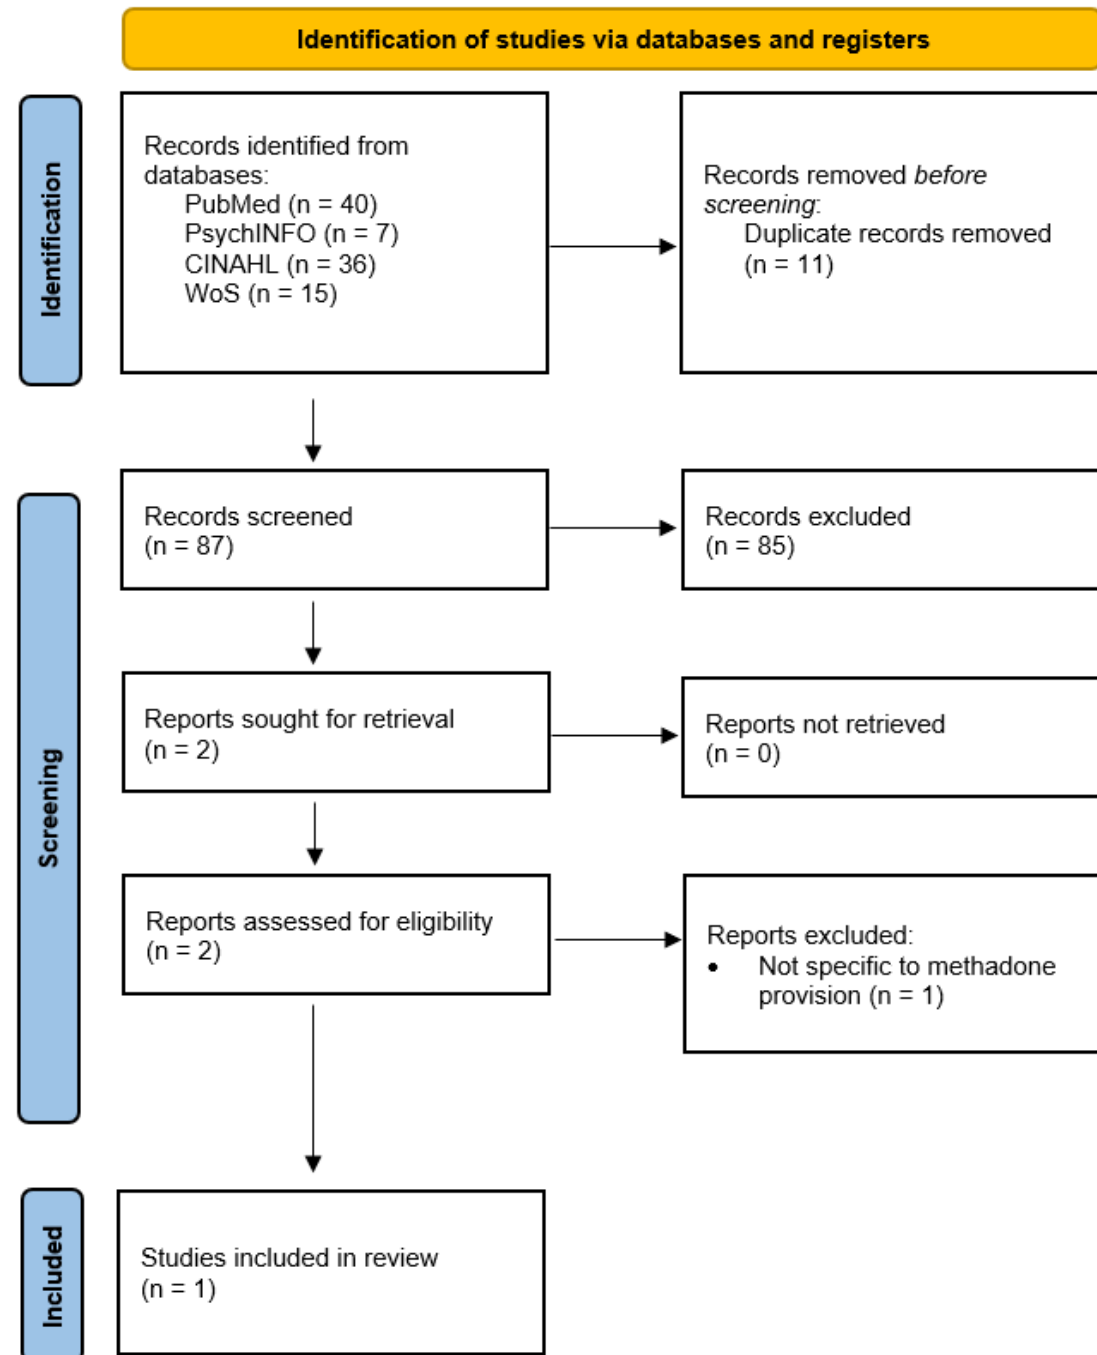 Identification of studies via databases and registers
Identification
Records identified from
databases:
PubMed (n = 40)
PsychINFO (n = 7)
CINAHL (n = 36)
WoS (n = 15)
Records removed before
screening:
Duplicate records removed
(n = 11)
Screening
Records screened
(n = 87)
Records excluded
(n = 85)
Reports sought for retrieval
(n = 2)
Reports not retrieved
(n = 0)
Reports assessed for eligibility
(n = 2)
Reports excluded:
• Not specific to methadone
provision (n = 1)
Included
Studies included in review
(n = 1)